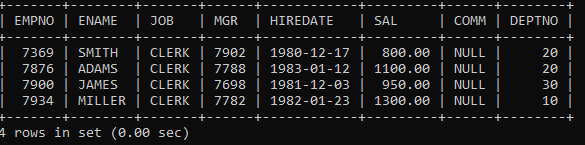 | EMPNO | ENAME | JOB | MGR | HIREDATE | SAL | COMM | DEPTNO |
| 7369 | SMITH | CLERK | 7902 | 1980-12-17 | 800.00 | NULL | 20 |
| 7876 | ADAMS | CLERK | 7788 | 1983-01-12 | 1100.00 | NULL | 20 |
| 7900 | JAMES | CLERK | 7698 | 1981-12-03 | 950.00 | NULL | 30 |
| 7934 | MILLER | CLERK | 7782 | 1982-01-23 | 1300.00 | NULL | 10 |
4 rows in set (0.00 sec)